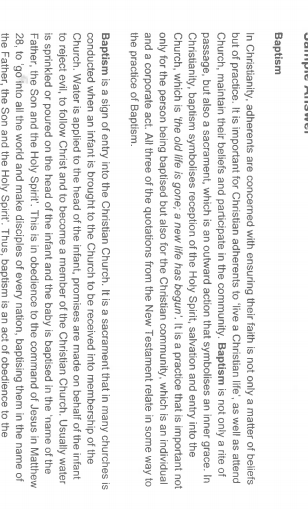 Sample Answer
Baptism
In Christianity, adherents are concerned with ensuring their faith is not only a matter of beliefs
but of practice. It is important for Christian adherents to 'live a Christian life', as well as attend
Church, maintain their beliefs and participate in the community. Baptism is not only a rite of
passage, but also a sacrament, which is an outward action that symbolises an inner grace. In
Christianity, baptism symbolises reception of the Holy Spirit, salvation and entry into the
Church, which is 'the old life is gone; a new life has begun'. It is a practice that is important not
only for the person being baptised but also for the Christian community, which is an individual
and a corporate act. All three of the quotations from the New Testament relate in some way to
the practice of Baptism.
Baptism is a sign of entry into the Christian Church. It is a sacrament that in many churches is
conducted when an infant is brought to the Church to be received into membership of the
Church. Water is applied to the head of the infant, promises are made on behalf of the infant
to reject evil, to follow Christ and to become a member of the Christian Church. Usually water
is sprinkled or poured on the head of the infant and the baby is baptised in the 'name of the
Father, the Son and the Holy Spirit'. This is in obedience to the command of Jesus in Matthew
28, to 'go into all the world and make disciples of every nation, baptising them in the name of
the Father, the Son and the Holy Spirit'. Thus, baptism is an act of obedience to the